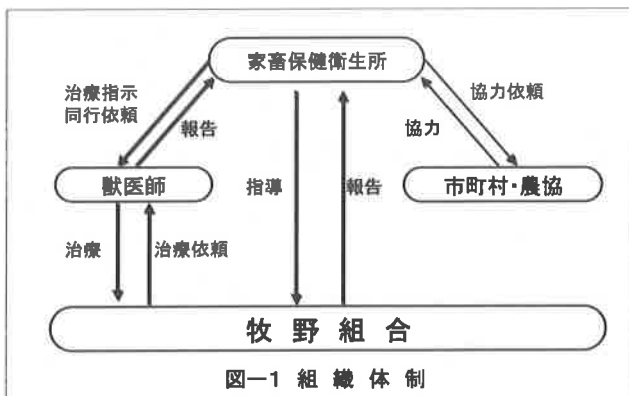 家畜保健衛生所
治療指示
同行依頼
報告
協力依頼
協力
獣医師
指導
報告
市町村・農協
治療
治療依頼
牧野組合
図－1 組織体制